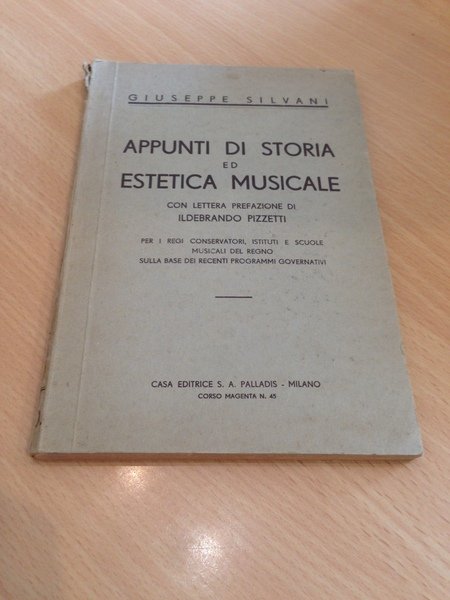 GIUSEPPE SILVANI
APPUNTI DI STORIA
ED
ESTETICA MUSICALE
CON LETTERA PREFAZIONE DI
ILDEBRANDO PIZZETTI
PER I REGI CONSERVATORI, ISTITUTI E SCUOLE
MUSICALI DEL REGNO
SULLA BASE DEI RECENTI PROGRAMMI GOVERNATIVI
CASA EDITRICE S. A. PALLADIS - MILANO
CORSO MAGENTA N. 45